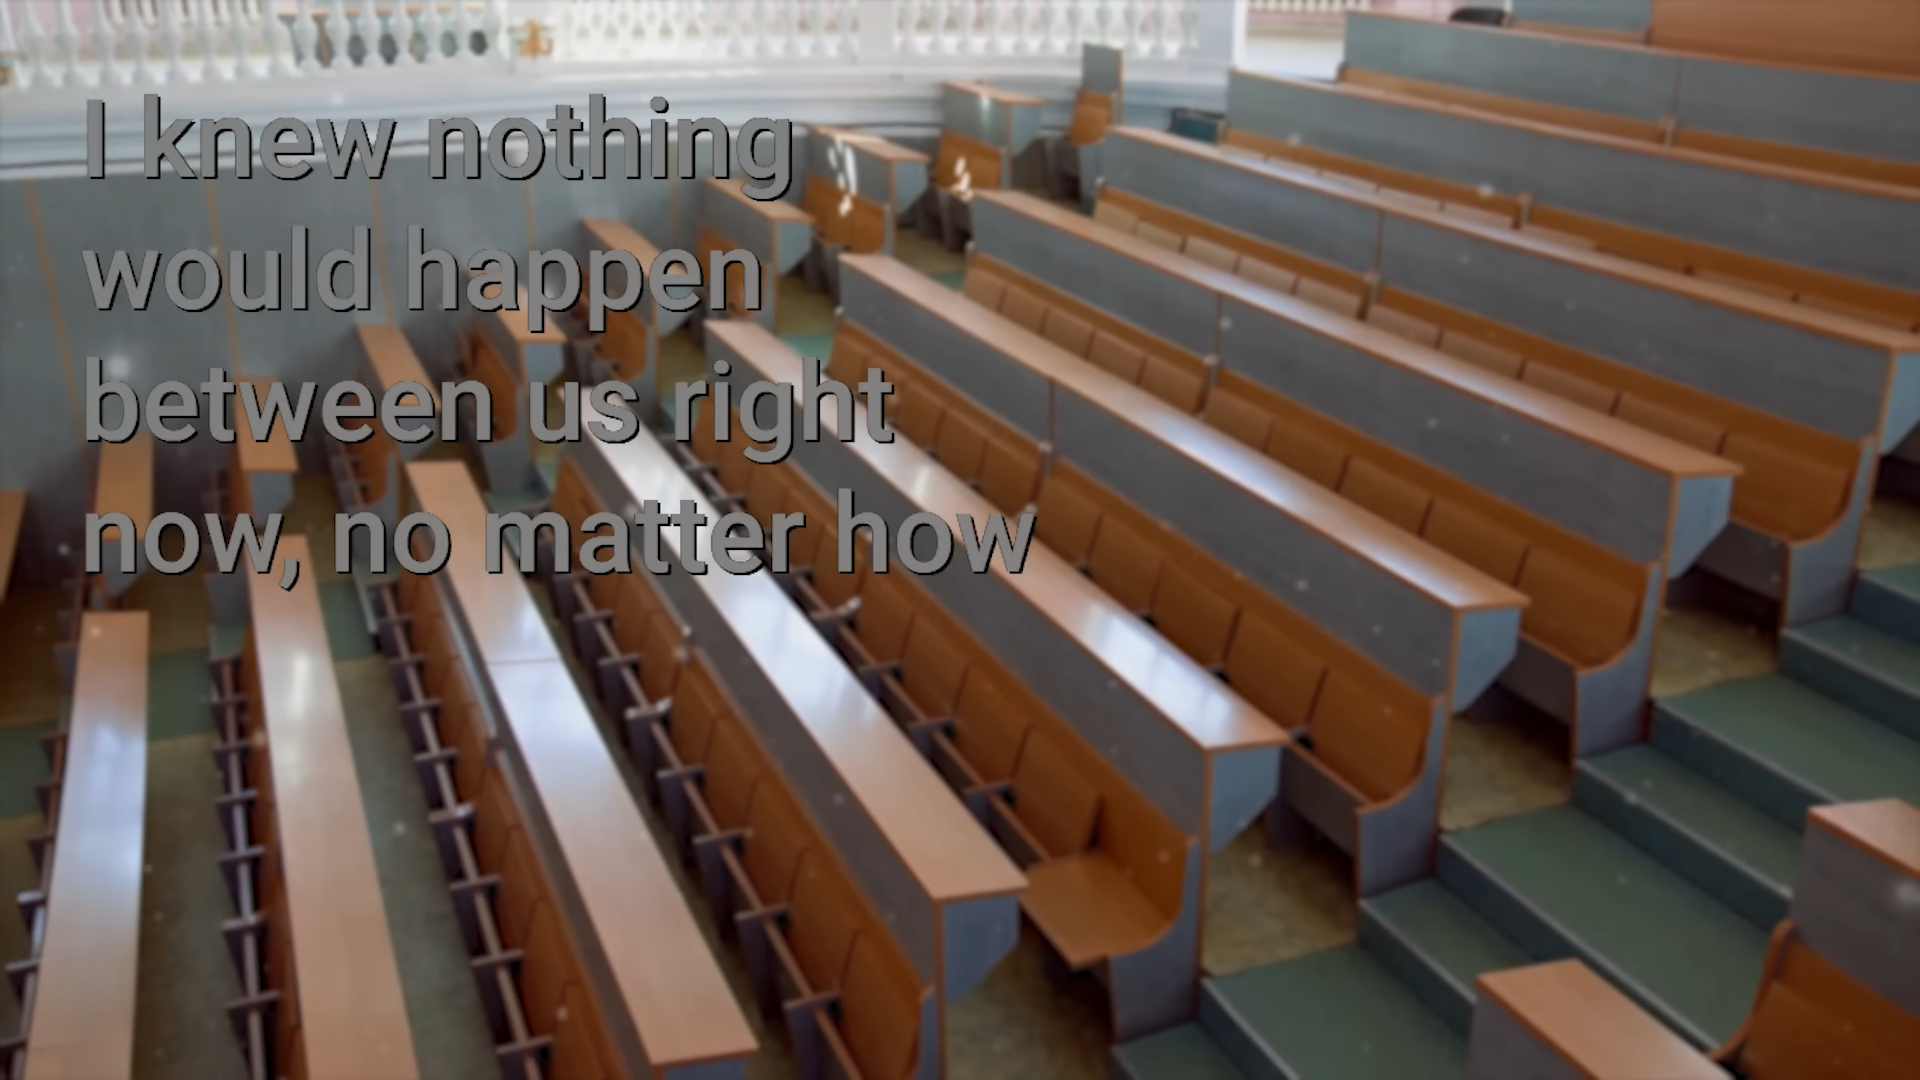 I knew nothing
would happen
between us right
now, no matter how